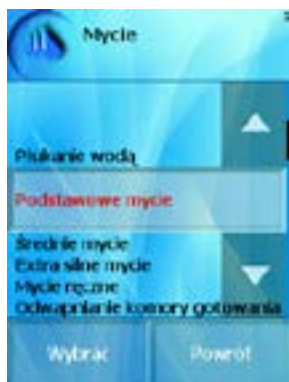 Mycie
Płukanie wodą
Podstawowe mycie
Średnie mycie
Extra silne mycie
Mycie ręczne
Odwapnianie komory gotowania
Wybrać
Powrót